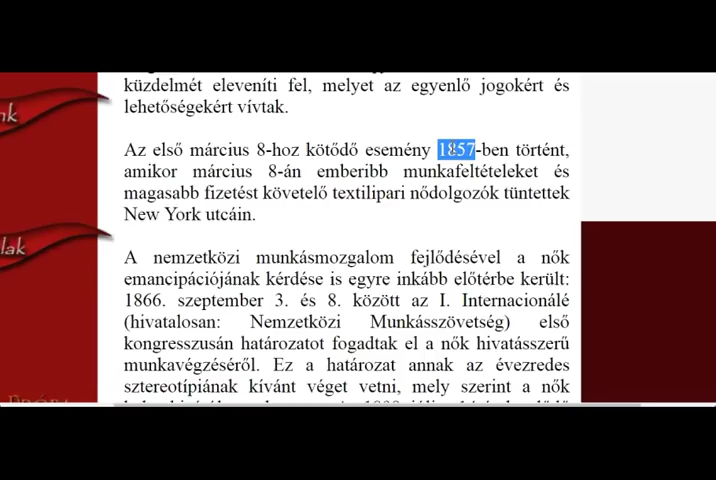 küzdelmét eleveníti fel, melyet az egyenlő jogokért és
lehetőségekért vívtak.
Az első március 8-hoz kötődő esemény 1857-ben történt,
amikor március 8-án emberibb munkafeltételeket és
magasabb fizetést követelő textilipari nődolgozók tüntettek
New York utcáin.
A nemzetközi munkásmozgalom fejlődésével a nők
emancipációjának kérdése is egyre inkább előtérbe került:
1866. szeptember 3. és 8. között az I. Internacionálé
(hivatalosan: Nemzetközi Munkásszövetség) első
kongresszusán határozatot fogadtak el a nők hivatásszerű
munkavégzéséről. Ez a határozat annak az évezredes
sztereotípiának kívánt véget vetni, mely szerint a nők